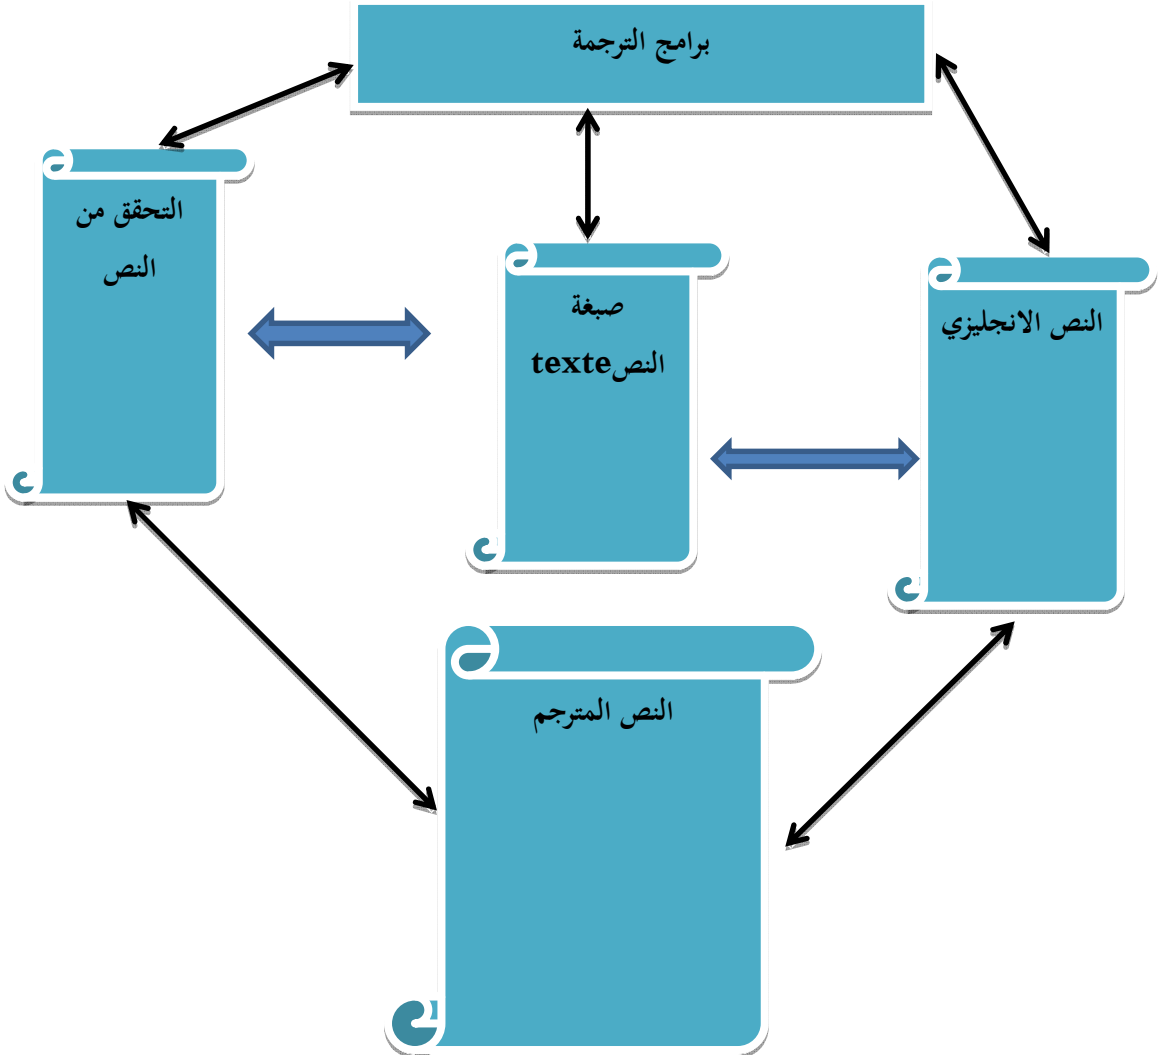 برامج الترجمة
التحقق من
النص
صبغة
النصtexte
النص الانجليزي
النص المترجم